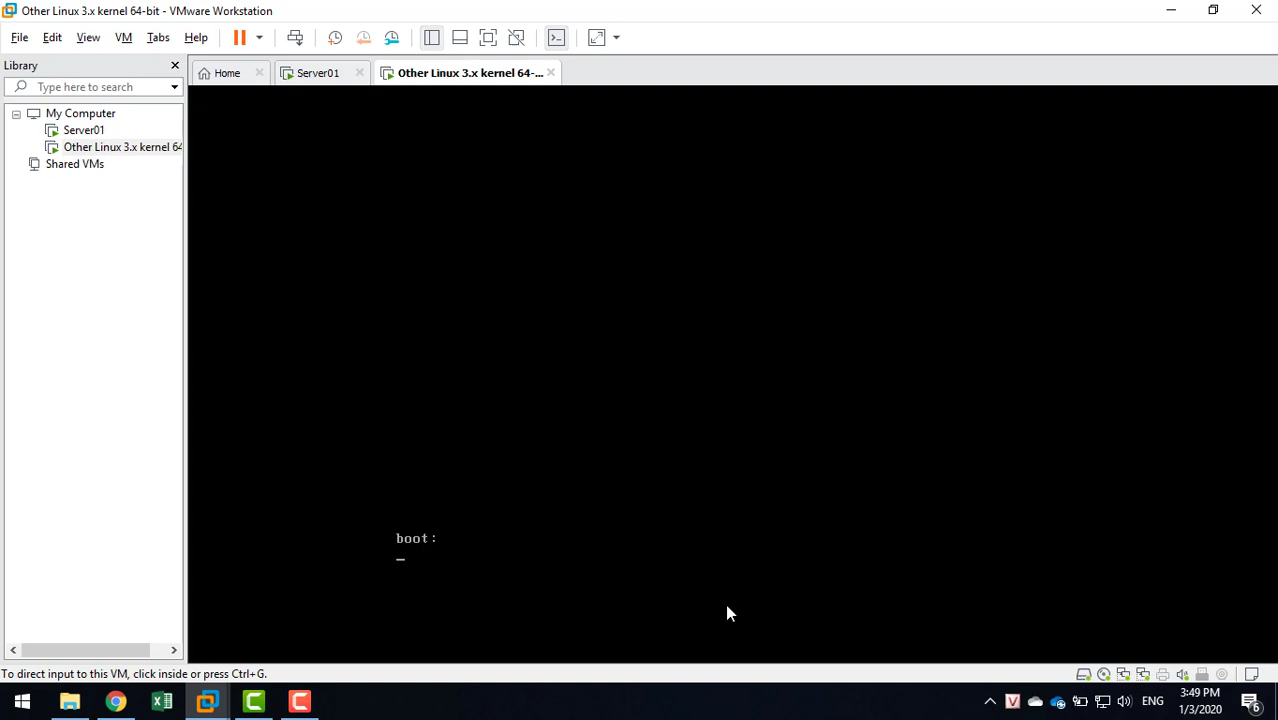 Other Linux 3.x kernel 64-bit - VMware Workstation
File Edit View VM Tabs Help
Library
Type here to search
My Computer
Server01
Other Linux 3.x kernel 64
Shared VMs
Home
Server01
Other Linux 3.x kernel 64-...
boot:
_
To direct input to this VM, click inside or press Ctrl+G.
ENG
3:49 PM
1/3/2020
6